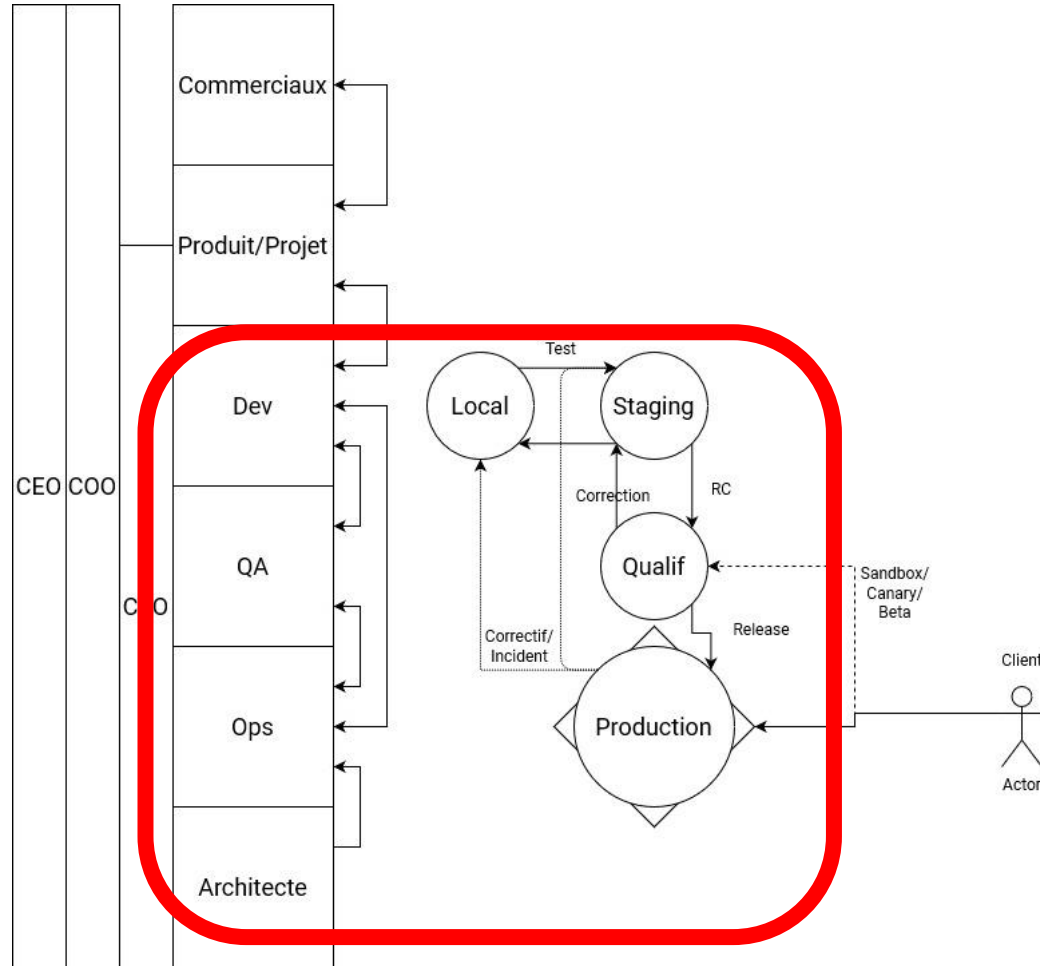 Commerciaux
Produit/Projet
Test
Dev
Local
Staging
CEO
COO
Correction
RC
QA
Qualif
Sandbox/
Canary/
Beta
Correctif/
Incident
Release
Client
Ops
Production
Actor
Architecte